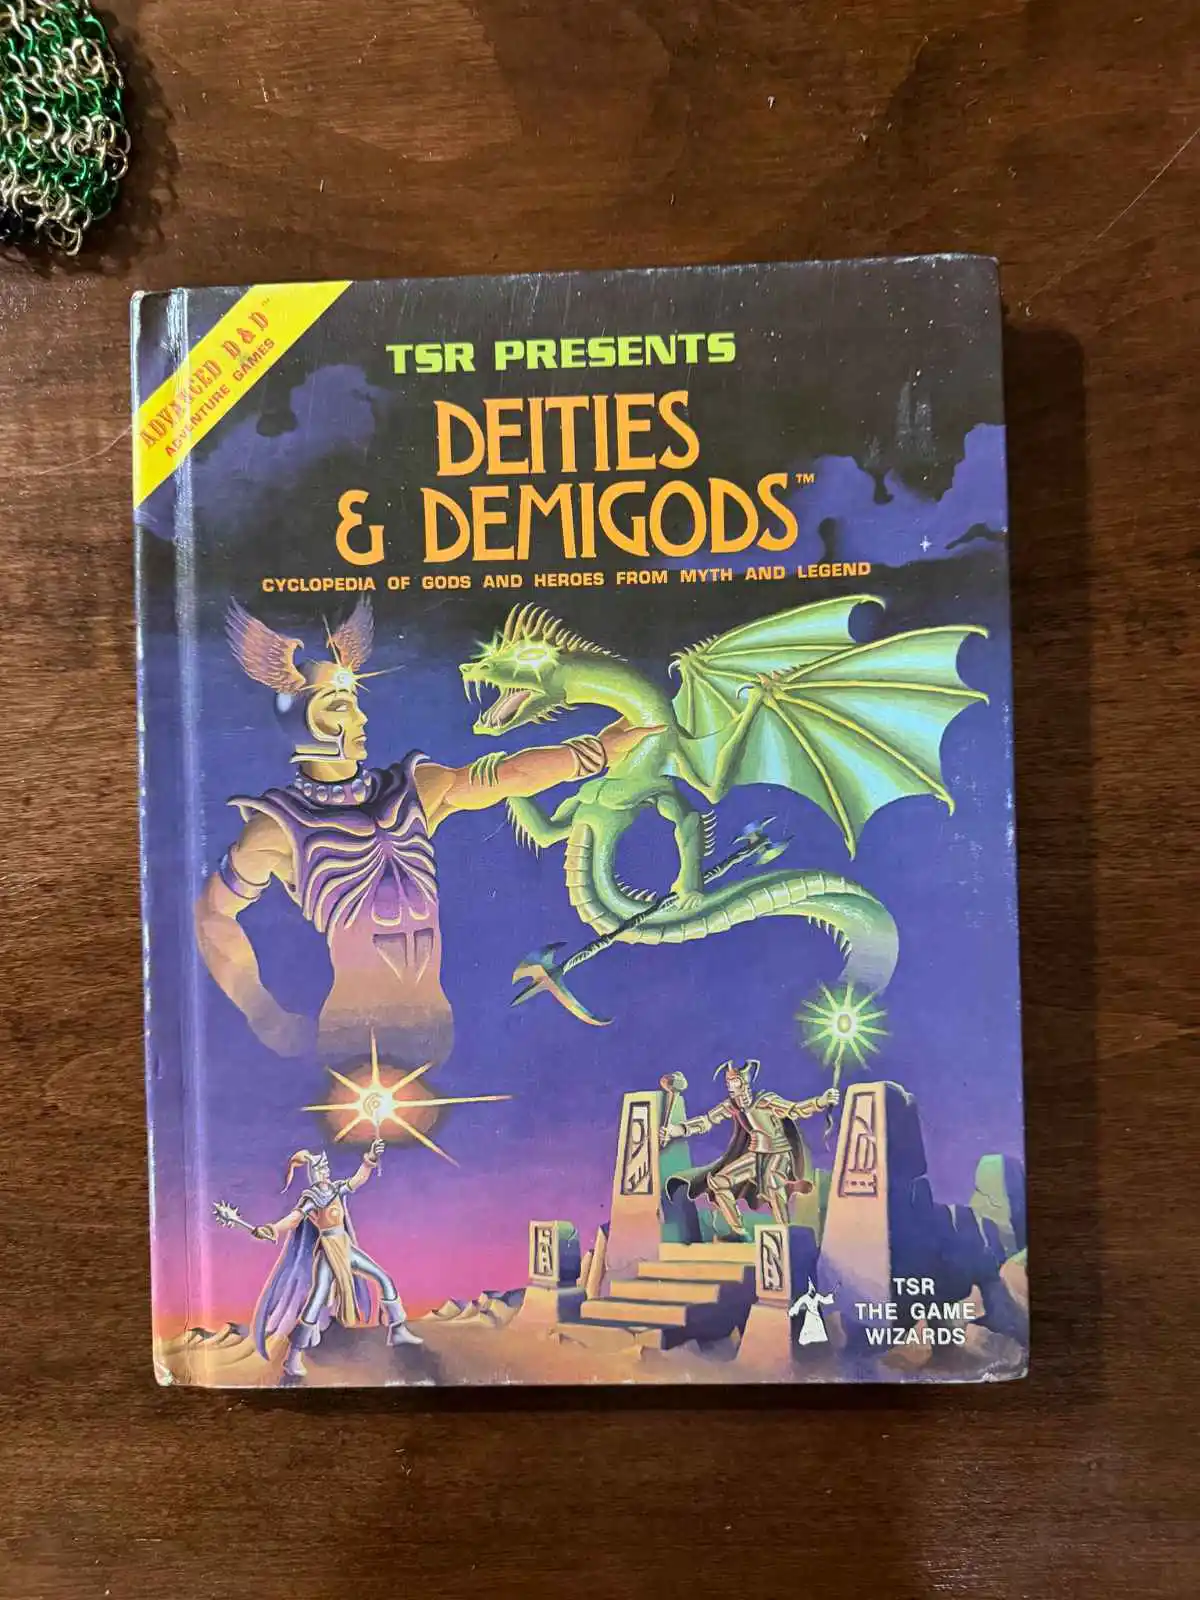 ADVANCED D&D™
ADVENTURE GAMES
TSR PRESENTS
DEITIES
& DEMIGODS™
CYCLOPEDIA OF GODS AND HEROES FROM MYTH AND LEGEND
TSR
THE GAME
WIZARDS